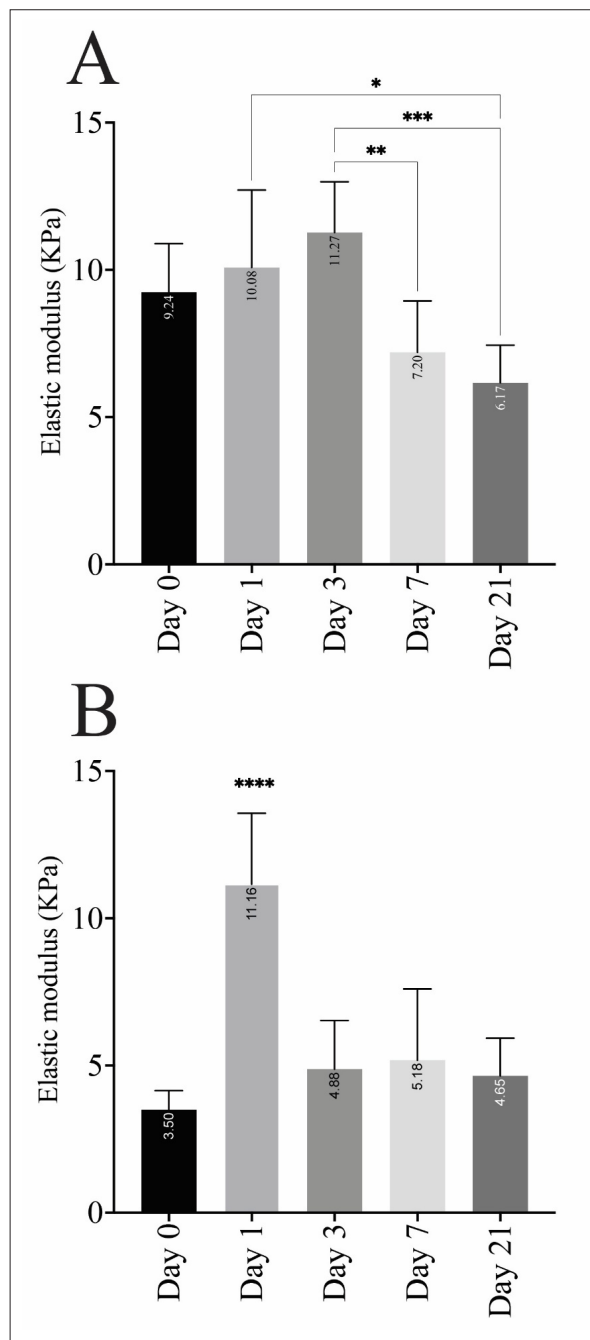 A
*
***
**
15
10
5
0
Elastic modulus (KPa)
9.24
10.08
11.27
7.20
6.17
Day 0
Day 1
Day 3
Day 7
Day 21
B
****
15
10
5
0
Elastic modulus (KPa)
3.50
11.16
4.88
5.18
4.65
Day 0
Day 1
Day 3
Day 7
Day 21